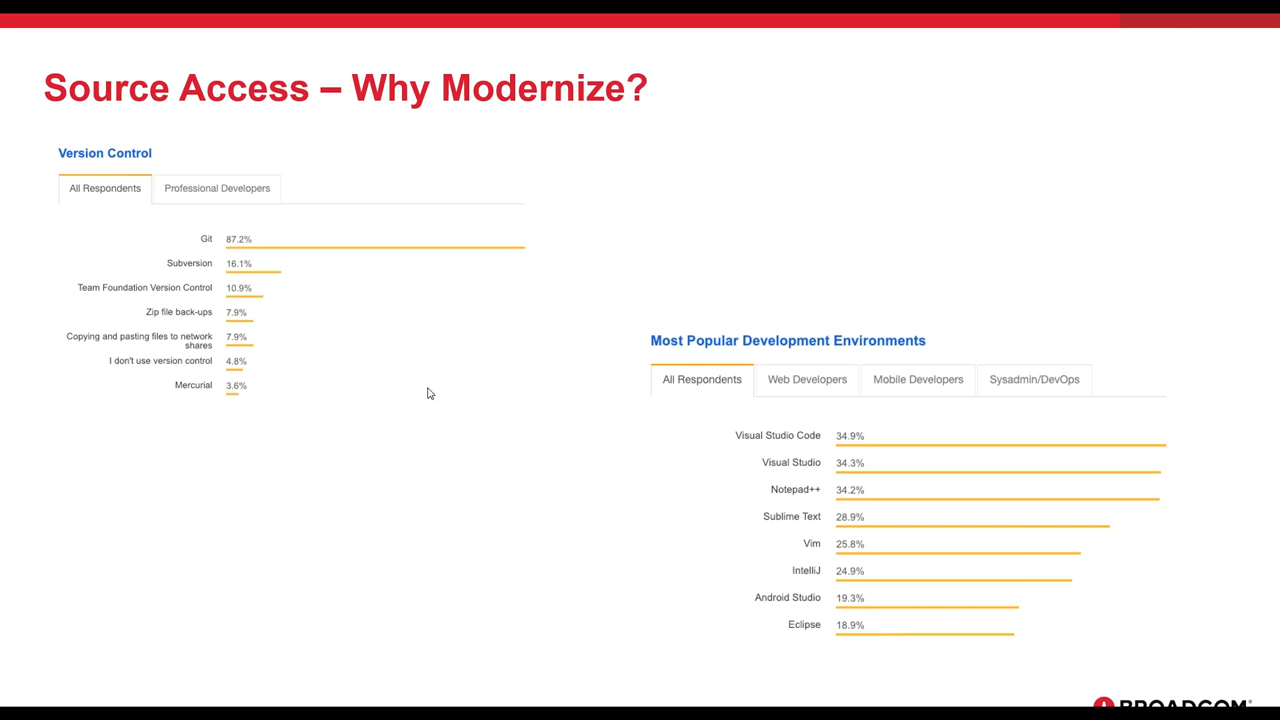 Source Access – Why Modernize?
Version Control
All Respondents
Professional Developers
Git 87.2%
Subversion 16.1%
Team Foundation Version Control 10.9%
Zip file back-ups 7.9%
Copying and pasting files to network
shares 7.9%
I don't use version control 4.8%
Mercurial 3.6%
Most Popular Development Environments
All Respondents
Web Developers
Mobile Developers
Sysadmin/DevOps
Visual Studio Code 34.9%
Visual Studio 34.3%
Notepad++ 34.2%
Sublime Text 28.9%
Vim 25.8%
IntelliJ 24.9%
Android Studio 19.3%
Eclipse 18.9%
BROADCOM®